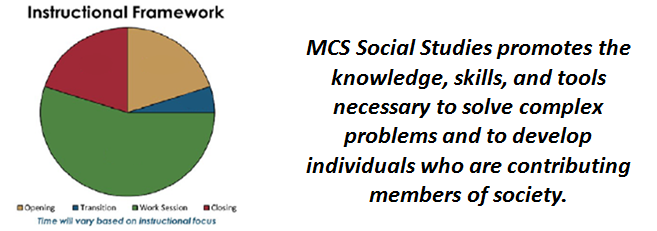 Instructional Framework
Opening Transition Work Session Closing
Time will vary based on instructional focus
MCS Social Studies promotes the
knowledge, skills, and tools
necessary to solve complex
problems and to develop
individuals who are contributing
members of society.